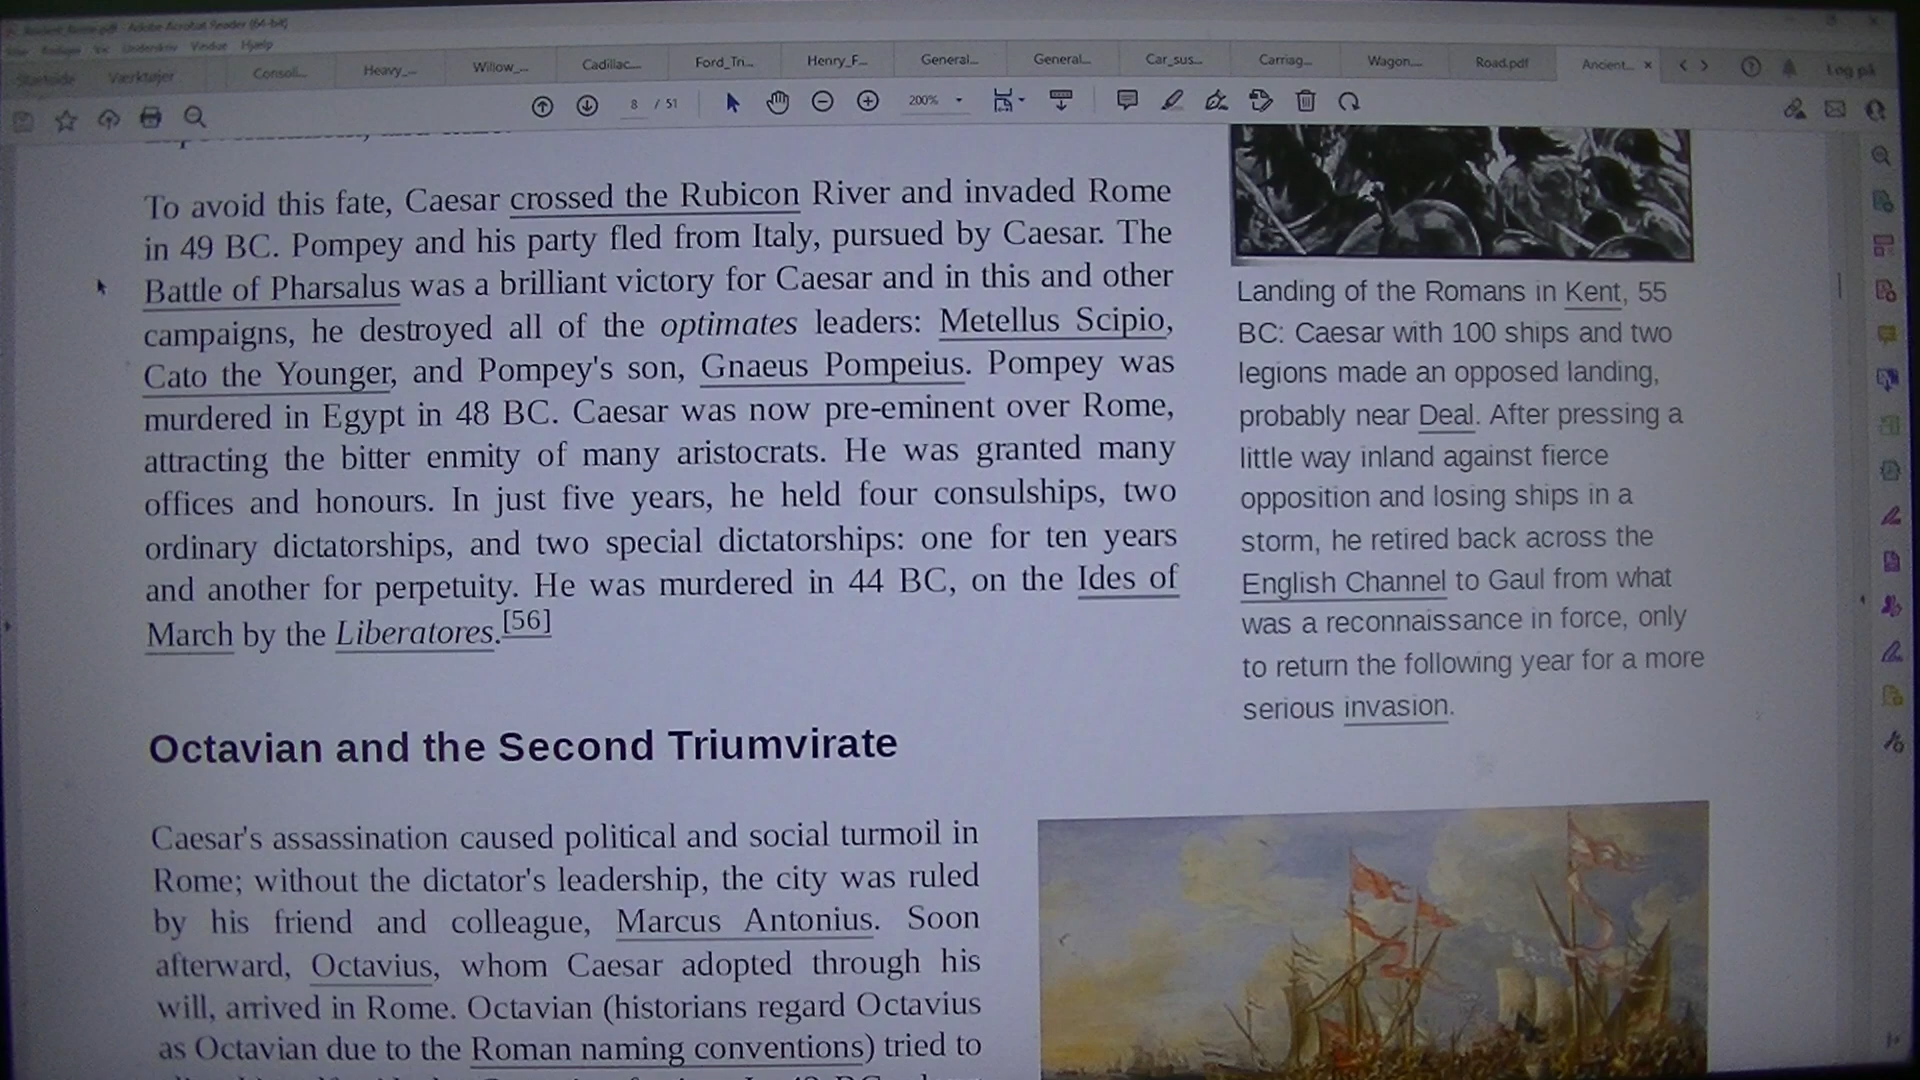 Adobe Acrobat Reader (64-bit)
Vindue Hjælp
Startside Værktøjer Consoli... Heavy_... Willow_... Cadillac... Ford_Tri... Henry_F... General... General... Car_sus... Carriag... Wagon.... Road.pdf Ancient... Log på
8 / 51 200%
To avoid this fate, Caesar crossed the Rubicon River and invaded Rome
in 49 BC. Pompey and his party fled from Italy, pursued by Caesar. The
Battle of Pharsalus was a brilliant victory for Caesar and in this and other
campaigns, he destroyed all of the optimates leaders: Metellus Scipio,
Cato the Younger, and Pompey's son, Gnaeus Pompeius. Pompey was
murdered in Egypt in 48 BC. Caesar was now pre-eminent over Rome,
attracting the bitter enmity of many aristocrats. He was granted many
offices and honours. In just five years, he held four consulships, two
ordinary dictatorships, and two special dictatorships: one for ten years
and another for perpetuity. He was murdered in 44 BC, on the Ides of
March by the Liberatores.[56]
Landing of the Romans in Kent, 55
BC: Caesar with 100 ships and two
legions made an opposed landing,
probably near Deal. After pressing a
little way inland against fierce
opposition and losing ships in a
storm, he retired back across the
English Channel to Gaul from what
was a reconnaissance in force, only
to return the following year for a more
serious invasion.
Octavian and the Second Triumvirate
Caesar's assassination caused political and social turmoil in
Rome; without the dictator's leadership, the city was ruled
by his friend and colleague, Marcus Antonius. Soon
afterward, Octavius, whom Caesar adopted through his
will, arrived in Rome. Octavian (historians regard Octavius
as Octavian due to the Roman naming conventions) tried to